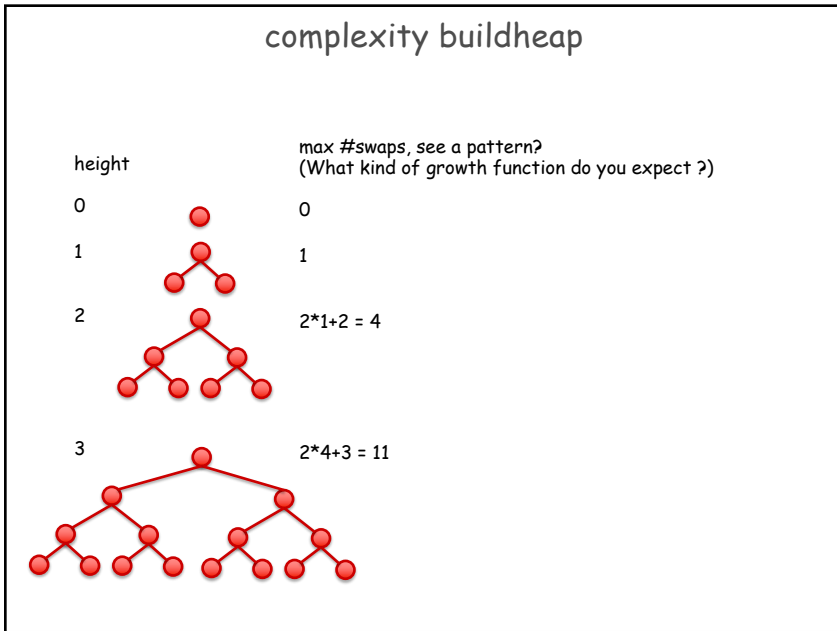 complexity buildheap
max #swaps, see a pattern?
height
(What kind of growth function do you expect ?)
0
0
1
1
2
2*1+2 = 4
3
2*4+3 = 11